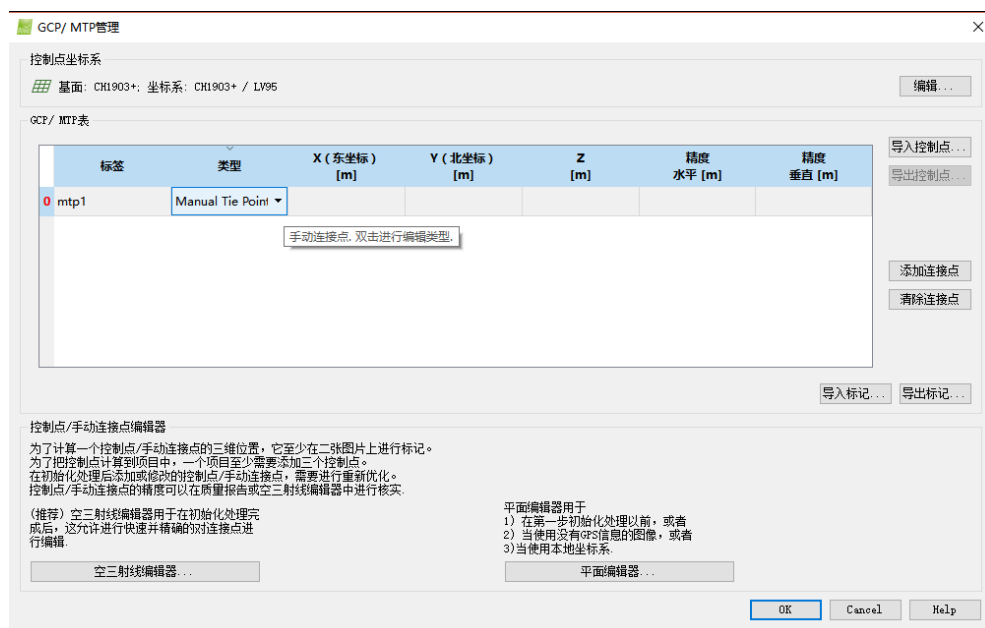 GCP/ MTP管理
控制点坐标系
基面: CH1903+; 坐标系: CH1903+ / LV95
编辑...
GCP/ MTP表
标签 类型 X（东坐标） [m] Y（北坐标） [m] Z [m] 精度 水平 [m] 精度 垂直 [m]
导入控制点...
导出控制点...
0 mtp1 Manual Tie Point
手动连接点, 双击进行编辑类型.
添加连接点
清除连接点
导入标记... 导出标记...
控制点/手动连接点编辑器
为了计算一个控制点/手动连接点的三维位置，它至少在二张图片上进行标记。
为了把控制点计算到项目中，一个项目至少需要添加三个控制点。
在初始化处理后添加或修改的控制点/手动连接点，需要进行重新优化。
控制点/手动连接点的精度可以在质量报告或空三射线编辑器中进行核实.
(推荐) 空三射线编辑器用于在初始化处理完
成后，这允许进行快速并精确的对连接点进
行编辑.
平面编辑器用于
1) 在第一步初始化处理以前，或者
2) 当使用没有GPS信息的图像，或者
3)当使用本地坐标系.
空三射线编辑器...
平面编辑器...
OK Cancel Help